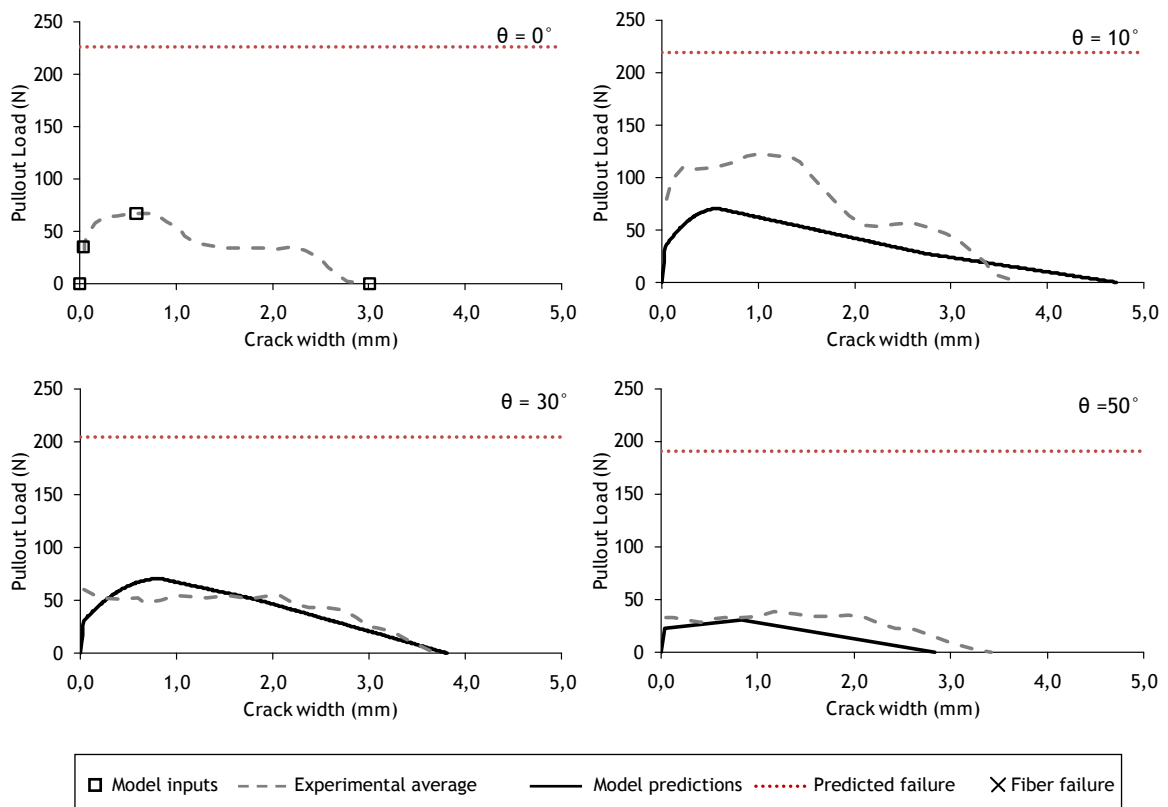 θ = 0°
Pullout Load (N)
250
200
150
100
50
0
0,0 1,0 2,0 3,0 4,0 5,0
Crack width (mm)
θ = 10°
Pullout Load (N)
250
200
150
100
50
0
0,0 1,0 2,0 3,0 4,0 5,0
Crack width (mm)
θ = 30°
Pullout Load (N)
250
200
150
100
50
0
0,0 1,0 2,0 3,0 4,0 5,0
Crack width (mm)
θ =50°
Pullout Load (N)
250
200
150
100
50
0
0,0 1,0 2,0 3,0 4,0 5,0
Crack width (mm)
Model inputs Experimental average Model predictions Predicted failure Fiber failure